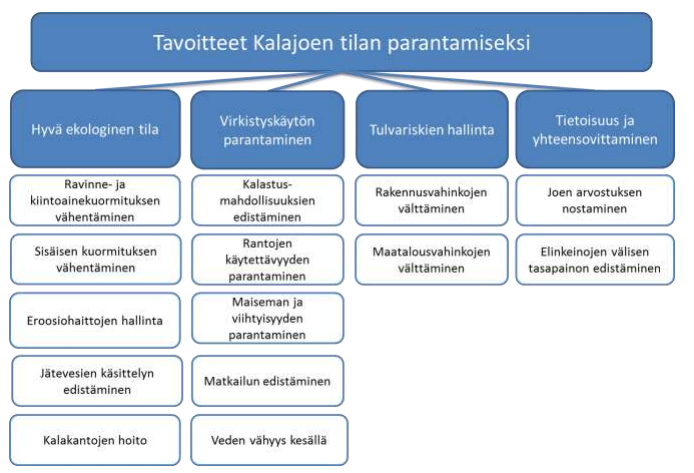 Tavoitteet Kalajoen tilan parantamiseksi
Hyvä ekologinen tila
Virkistyskäytön
parantaminen
Tulvariskien hallinta
Tietoisuus ja
yhteensovittaminen
Ravinne- ja
kiintoainekuormituksen
vähentäminen
Sisäisen kuormituksen
vähentäminen
Eroosiohaittojen hallinta
Jätevesien käsittelyn
edistäminen
Kalakantojen hoito
Kalastus-
mahdollisuuksien
edistäminen
Rantojen
käytettävyyden
parantaminen
Maiseman ja
viihtyisyyden
parantaminen
Matkailun edistäminen
Veden vähyys kesällä
Rakennusvahinkojen
välttäminen
Maatalousvahinkojen
välttäminen
Joen arvostuksen
nostaminen
Elinkeinojen välisen
tasapainon edistäminen